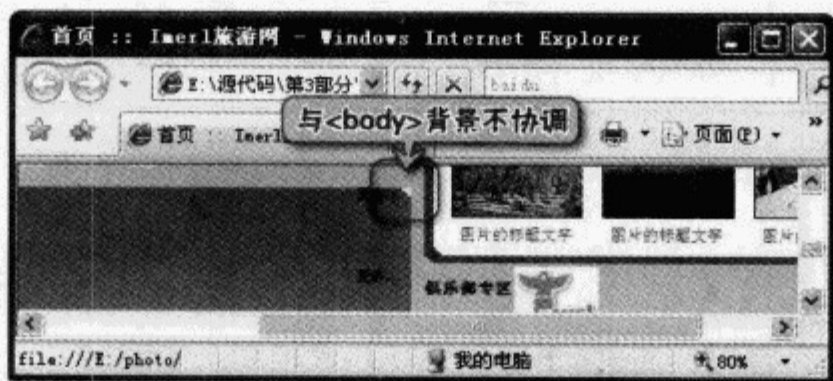 首页 :: Imerl旅游网 - Windows Internet Explorer
E:\源代码\第3部分 baidu
与<body>背景不协调
首页 :: Imerl 页面(P) »
图片的标题文字 图片的标题文字 图片
俱乐部专区
file:///E:/photo/ 我的电脑 80%